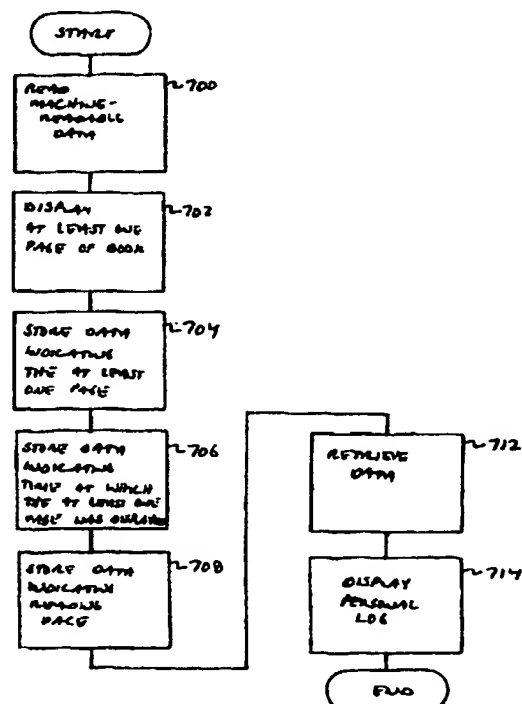 START
READ
MACHINE-
READABLE
DATA
700
DISPLAY
AT LEAST ONE
PAGE OF BOOK
702
STORE DATA
INDICATING
THE AT LEAST
ONE PAGE
704
STORE DATA
INDICATING
TIME AT WHICH
THE AT LEAST ONE
PAGE WAS DISPLAYED
706
STORE DATA
INDICATING
READING
PACE
708
RETRIEVE
DATA
712
DISPLAY
PERSONAL
LOG
714
END